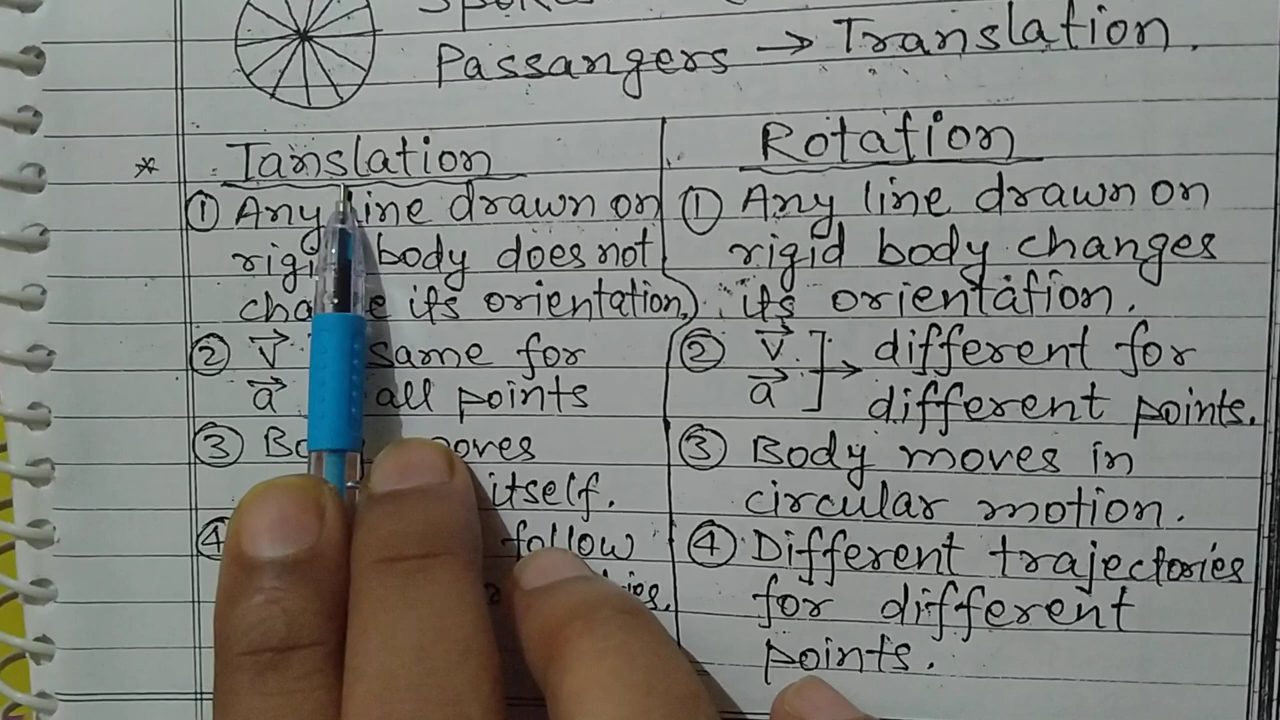 Passangers → Translation.
* Tanslation
① Any line drawn on
body does not
its orientation.
② v⃗ same for
a⃗ all points
③
itself.
④ follow
Rotation
① Any line drawn on
rigid body changes
its orientation.
② v⃗ ] → different for
a⃗ different points.
③ Body moves in
circular motion.
④ Different trajectories
for different
points.